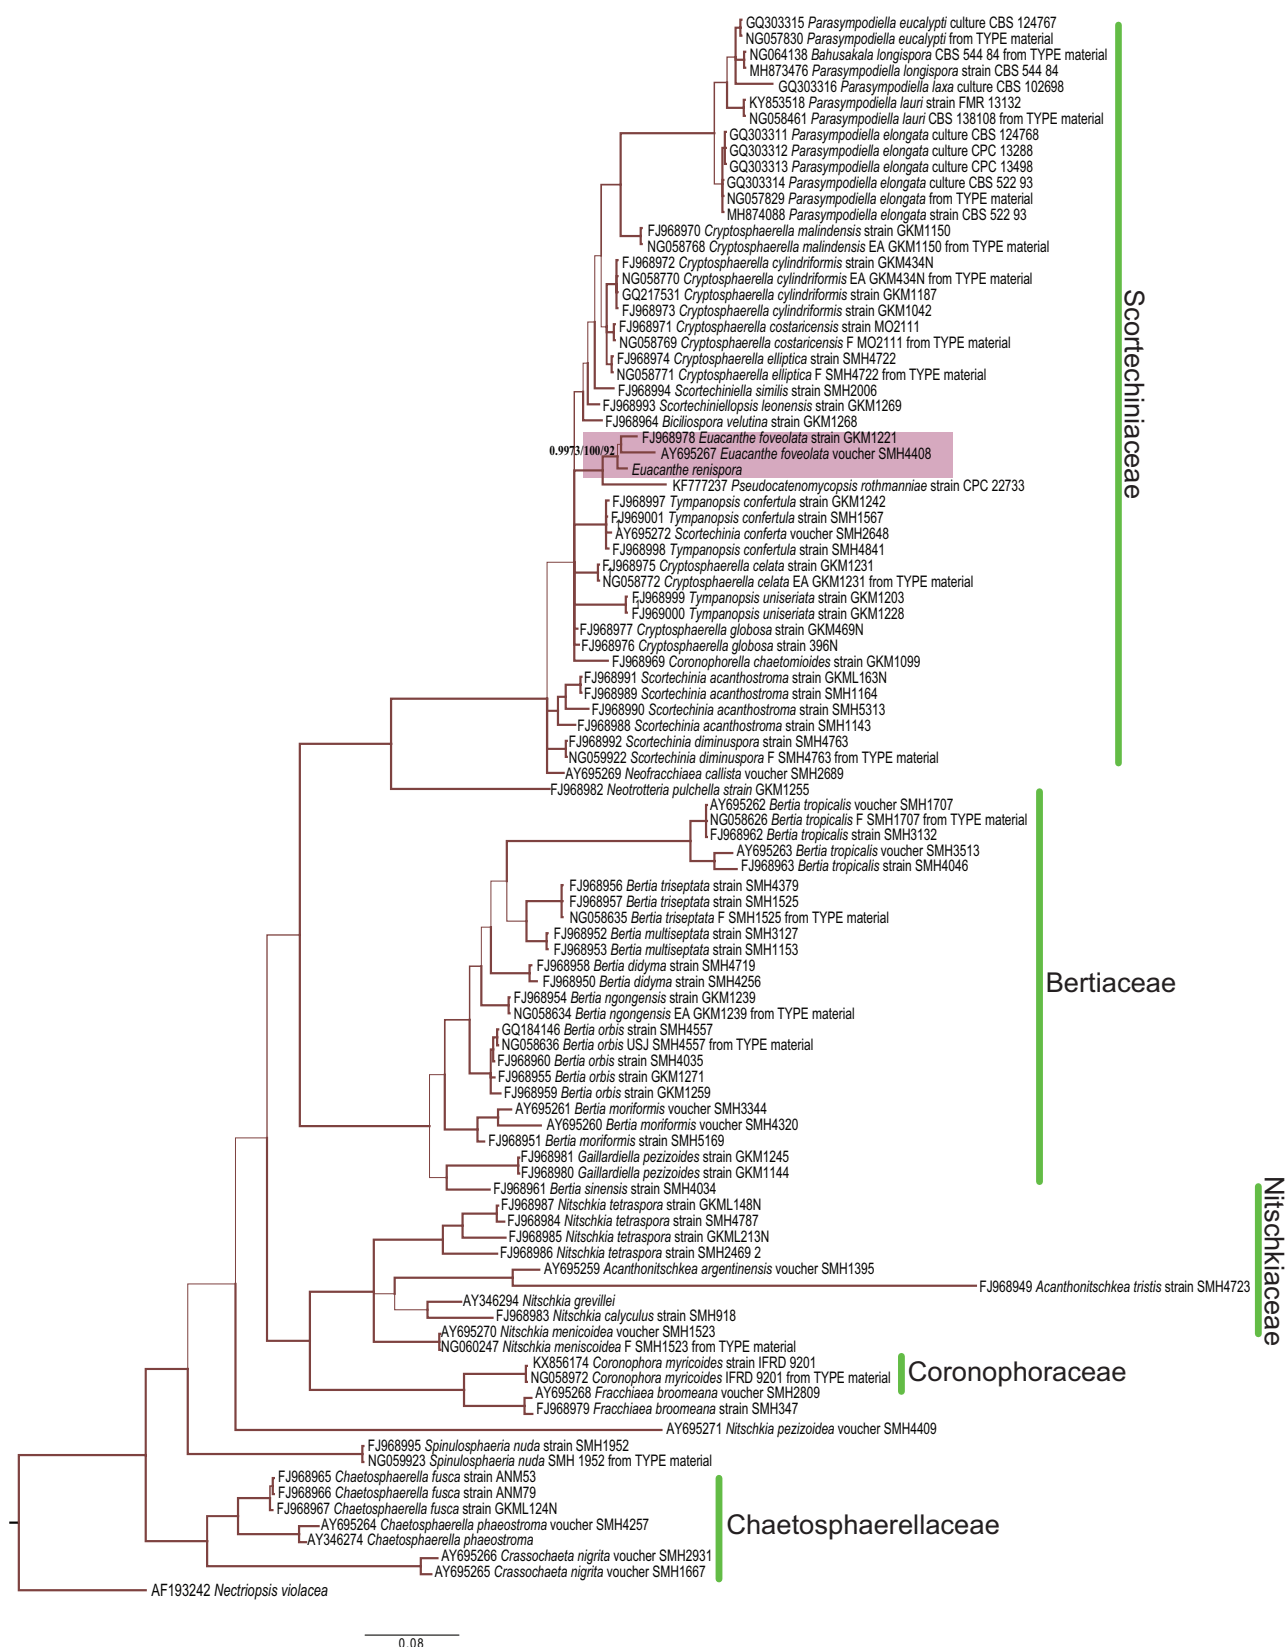 GQ303315 Parasympodiella eucalypti culture CBS 124767
NG057830 Parasympodiella eucalypti from TYPE material
NG064138 Bahusakala longispora CBS 544 84 from TYPE material
MH873476 Parasympodiella longispora strain CBS 544 84
GQ303316 Parasympodiella laxa culture CBS 102698
KY853518 Parasympodiella lauri strain FMR 13132
NG058461 Parasympodiella lauri CBS 138108 from TYPE material
GQ303311 Parasympodiella elongata culture CBS 124768
GQ303312 Parasympodiella elongata culture CPC 13288
GQ303313 Parasympodiella elongata culture CPC 13498
GQ303314 Parasympodiella elongata culture CBS 522 93
NG057829 Parasympodiella elongata from TYPE material
MH874088 Parasympodiella elongata strain CBS 522 93
FJ968970 Cryptosphaerella malindensis strain GKM1150
NG058768 Cryptosphaerella malindensis EA GKM1150 from TYPE material
FJ968972 Cryptosphaerella cylindriformis strain GKM434N
NG058770 Cryptosphaerella cylindriformis EA GKM434N from TYPE material
GQ217531 Cryptosphaerella cylindriformis strain GKM1187
FJ968973 Cryptosphaerella cylindriformis strain GKM1042
FJ968971 Cryptosphaerella costaricensis strain MO2111
NG058769 Cryptosphaerella costaricensis F MO2111 from TYPE material
FJ968974 Cryptosphaerella elliptica strain SMH4722
NG058771 Cryptosphaerella elliptica F SMH4722 from TYPE material
FJ968994 Scortechiniella similis strain SMH2006
FJ968993 Scortechiniellopsis leonensis strain GKM1269
FJ968964 Biciliospora velutina strain GKM1268
FJ968978 Euacanthe foveolata strain GKM1221
0.9973/100/92
AY695267 Euacanthe foveolata voucher SMH4408
Euacanthe renispora
KF777237 Pseudocatenomycopsis rothmanniae strain CPC 22733
FJ968997 Tympanopsis confertula strain GKM1242
FJ969001 Tympanopsis confertula strain SMH1567
AY695272 Scortechinia conferta voucher SMH2648
FJ968998 Tympanopsis confertula strain SMH4841
FJ968975 Cryptosphaerella celata strain GKM1231
NG058772 Cryptosphaerella celata EA GKM1231 from TYPE material
FJ968999 Tympanopsis uniseriata strain GKM1203
FJ969000 Tympanopsis uniseriata strain GKM1228
FJ968977 Cryptosphaerella globosa strain GKM469N
FJ968976 Cryptosphaerella globosa strain 396N
FJ968969 Coronophorella chaetomioides strain GKM1099
FJ968991 Scortechinia acanthostroma strain GKML163N
FJ968989 Scortechinia acanthostroma strain SMH1164
FJ968990 Scortechinia acanthostroma strain SMH5313
FJ968988 Scortechinia acanthostroma strain SMH1143
FJ968992 Scortechinia diminuspora strain SMH4763
NG059922 Scortechinia diminuspora F SMH4763 from TYPE material
AY695269 Neofracchiaea callista voucher SMH2689
FJ968982 Neotrotteria pulchella strain GKM1255
Scortechiniaceae
AY695262 Bertia tropicalis voucher SMH1707
NG058626 Bertia tropicalis F SMH1707 from TYPE material
FJ968962 Bertia tropicalis strain SMH3132
AY695263 Bertia tropicalis voucher SMH3513
FJ968963 Bertia tropicalis strain SMH4046
FJ968956 Bertia triseptata strain SMH4379
FJ968957 Bertia triseptata strain SMH1525
NG058635 Bertia triseptata F SMH1525 from TYPE material
FJ968952 Bertia multiseptata strain SMH3127
FJ968953 Bertia multiseptata strain SMH1153
FJ968958 Bertia didyma strain SMH4719
FJ968950 Bertia didyma strain SMH4256
FJ968954 Bertia ngongensis strain GKM1239
NG058634 Bertia ngongensis EA GKM1239 from TYPE material
GQ184146 Bertia orbis strain SMH4557
NG058636 Bertia orbis USJ SMH4557 from TYPE material
FJ968960 Bertia orbis strain SMH4035
FJ968955 Bertia orbis strain GKM1271
FJ968959 Bertia orbis strain GKM1259
AY695261 Bertia moriformis voucher SMH3344
AY695260 Bertia moriformis voucher SMH4320
FJ968951 Bertia moriformis strain SMH5169
FJ968981 Gaillardiella pezizoides strain GKM1245
FJ968980 Gaillardiella pezizoides strain GKM1144
FJ968961 Bertia sinensis strain SMH4034
Bertiaceae
FJ968987 Nitschkia tetraspora strain GKML148N
FJ968984 Nitschkia tetraspora strain SMH4787
FJ968985 Nitschkia tetraspora strain GKML213N
FJ968986 Nitschkia tetraspora strain SMH2469 2
AY695259 Acanthonitschkea argentinensis voucher SMH1395
FJ968949 Acanthonitschkea tristis strain SMH4723
AY346294 Nitschkia grevillei
FJ968983 Nitschkia calyculus strain SMH918
AY695270 Nitschkia menicoidea voucher SMH1523
NG060247 Nitschkia meniscoidea F SMH1523 from TYPE material
Nitschkiaceae
KX856174 Coronophora myricoides strain IFRD 9201
NG058972 Coronophora myricoides IFRD 9201 from TYPE material
AY695268 Fracchiaea broomeana voucher SMH2809
FJ968979 Fracchiaea broomeana strain SMH347
Coronophoraceae
AY695271 Nitschkia pezizoidea voucher SMH4409
FJ968995 Spinulosphaeria nuda strain SMH1952
NG059923 Spinulosphaeria nuda SMH 1952 from TYPE material
FJ968965 Chaetosphaerella fusca strain ANM53
FJ968966 Chaetosphaerella fusca strain ANM79
FJ968967 Chaetosphaerella fusca strain GKML124N
AY695264 Chaetosphaerella phaeostroma voucher SMH4257
AY346274 Chaetosphaerella phaeostroma
AY695266 Crassochaeta nigrita voucher SMH2931
AY695265 Crassochaeta nigrita voucher SMH1667
Chaetosphaerellaceae
AF193242 Nectriopsis violacea
0.08